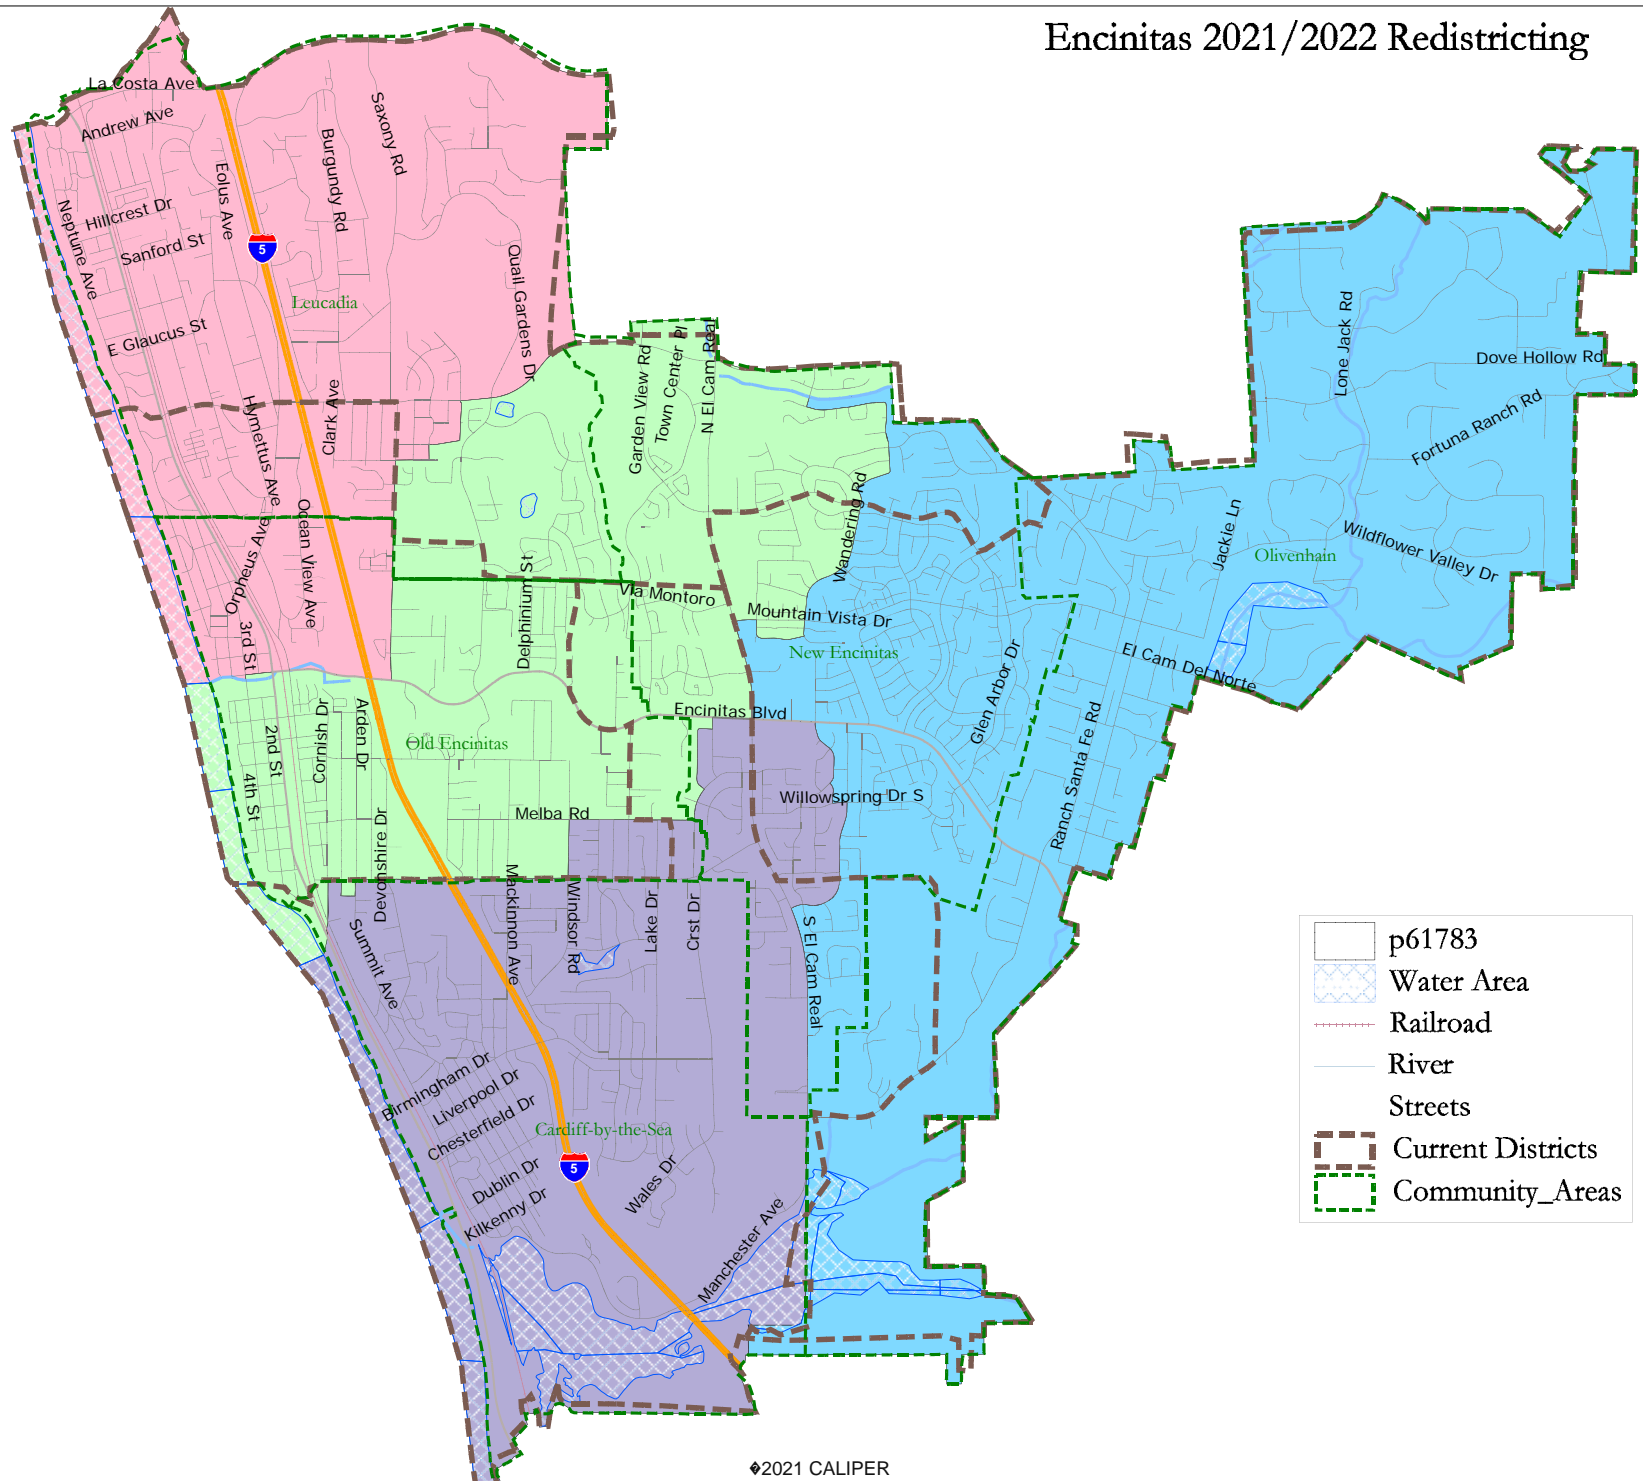 Encinitas 2021/2022 Redistricting
La Costa Ave
Andrew Ave
Saxony Rd
Burgundy Rd
Eolus Ave
Hillcrest Dr
Neptune Ave
Sanford St
5
Quail Gardens Dr
Leucadia
E Glaucus St
Lone Jack Rd
Dove Hollow Rd
Garden View Rd
Town Center Pl
N El Cam Real
Clark Ave
Hymettus Ave
Fortuna Ranch Rd
Wandering Rd
Ocean View Ave
Orpheus Ave
Jackie Ln
Wildflower Valley Dr
Olivenhain
Delphinium St
Via Montoro
Mountain Vista Dr
3rd St
New Encinitas
El Cam Del Norte
Glen Arbor Dr
Encinitas Blvd
Ranch Santa Fe Rd
2nd St
Cornish Dr
Arden Dr
Old Encinitas
4th St
Willowspring Dr S
Melba Rd
Devonshire Dr
Mackinnon Ave
Windsor Rd
Lake Dr
Crst Dr
S El Cam Real
Summit Ave
p61783
Water Area
Railroad
River
Streets
Current Districts
Community_Areas
Birmingham Dr
Liverpool Dr
Chesterfield Dr
Cardiff-by-the-Sea
5
Dublin Dr
Wales Dr
Kilkenny Dr
Manchester Ave
�2021 CALIPER